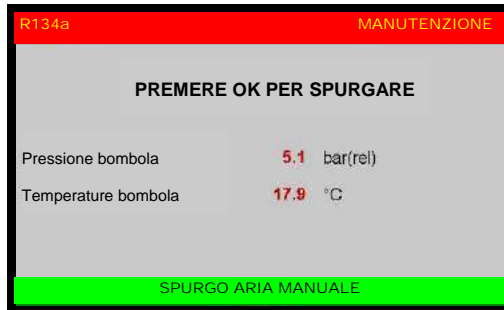 R134a MANUTENZIONE
PREMERE OK PER SPURGARE
Pressione bombola 5.1 bar(rel)
Temperature bombola 17.9 °C
SPURGO ARIA MANUALE